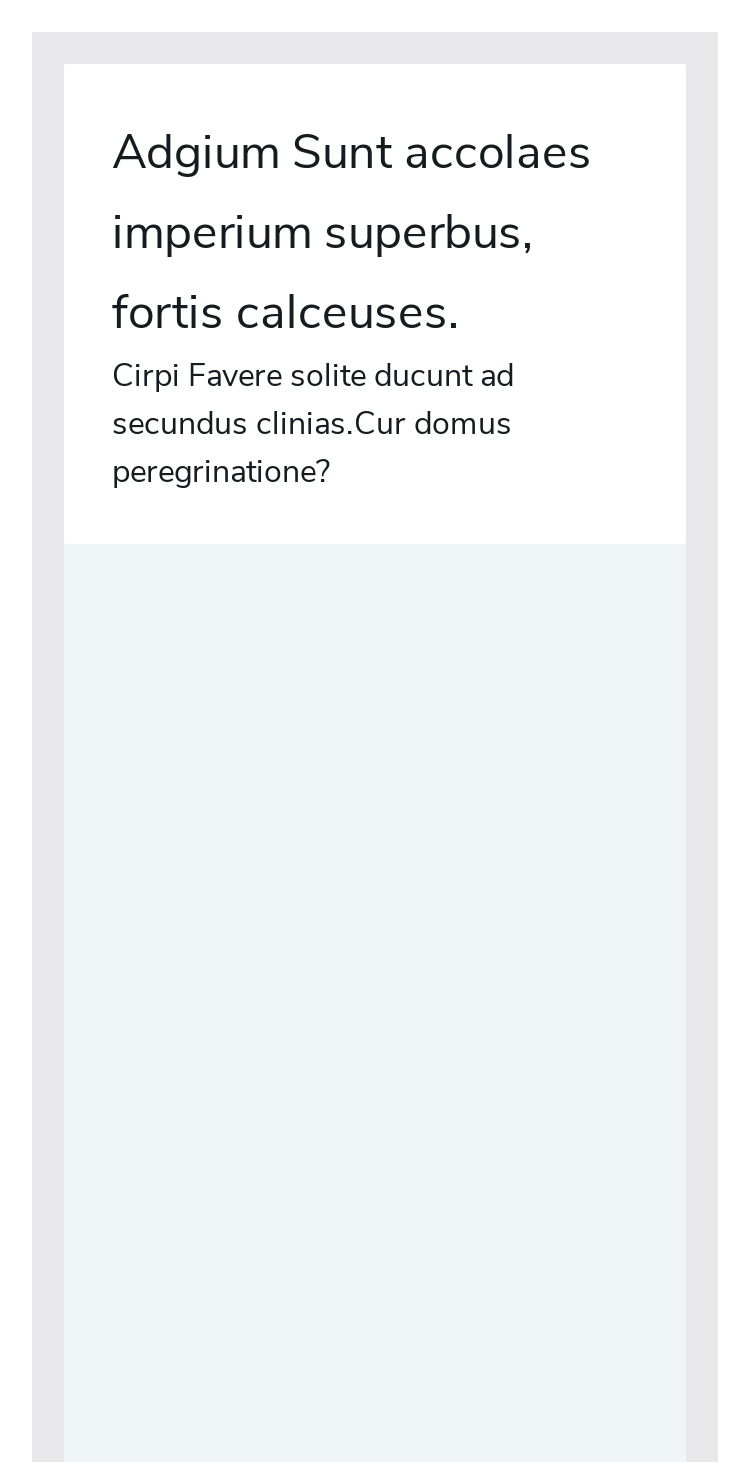 Adgium Sunt accolaes
imperium superbus,
fortis calceuses.
Cirpi Favere solite ducunt ad
secundus clinias.Cur domus
peregrinatione?